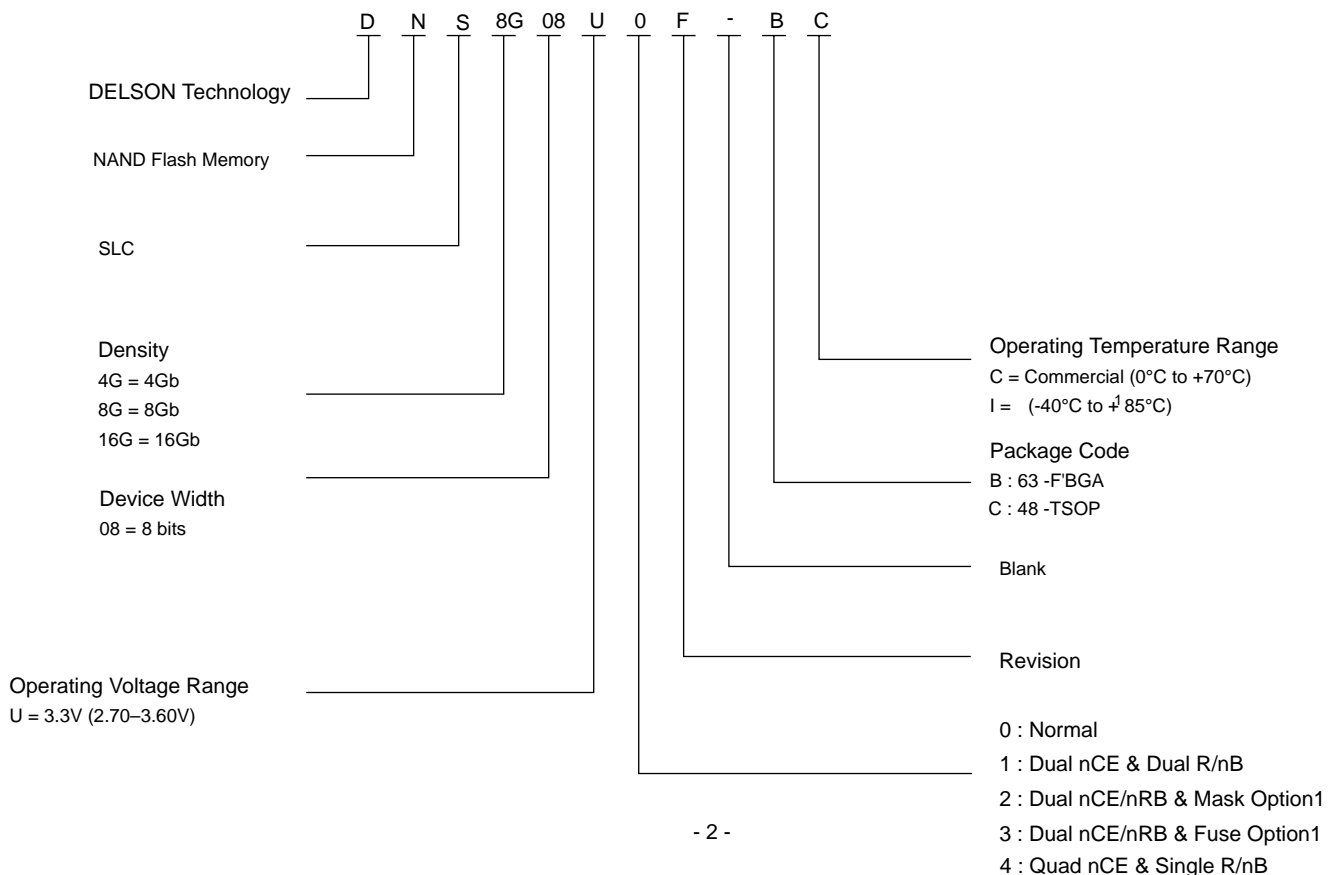 D N S 8G 08 U 0 F - B C
DELSON Technology
NAND Flash Memory
SLC
Density
4G = 4Gb
8G = 8Gb
16G = 16Gb
Device Width
08 = 8 bits
Operating Voltage Range
U = 3.3V (2.70–3.60V)
Operating Temperature Range
C = Commercial (0°C to +70°C)
I = (-40°C to +1 85°C)
Package Code
B : 63 -F'BGA
C : 48 -TSOP
Blank
Revision
0 : Normal
1 : Dual nCE & Dual R/nB
2 : Dual nCE/nRB & Mask Option1
3 : Dual nCE/nRB & Fuse Option1
4 : Quad nCE & Single R/nB
- 2 -